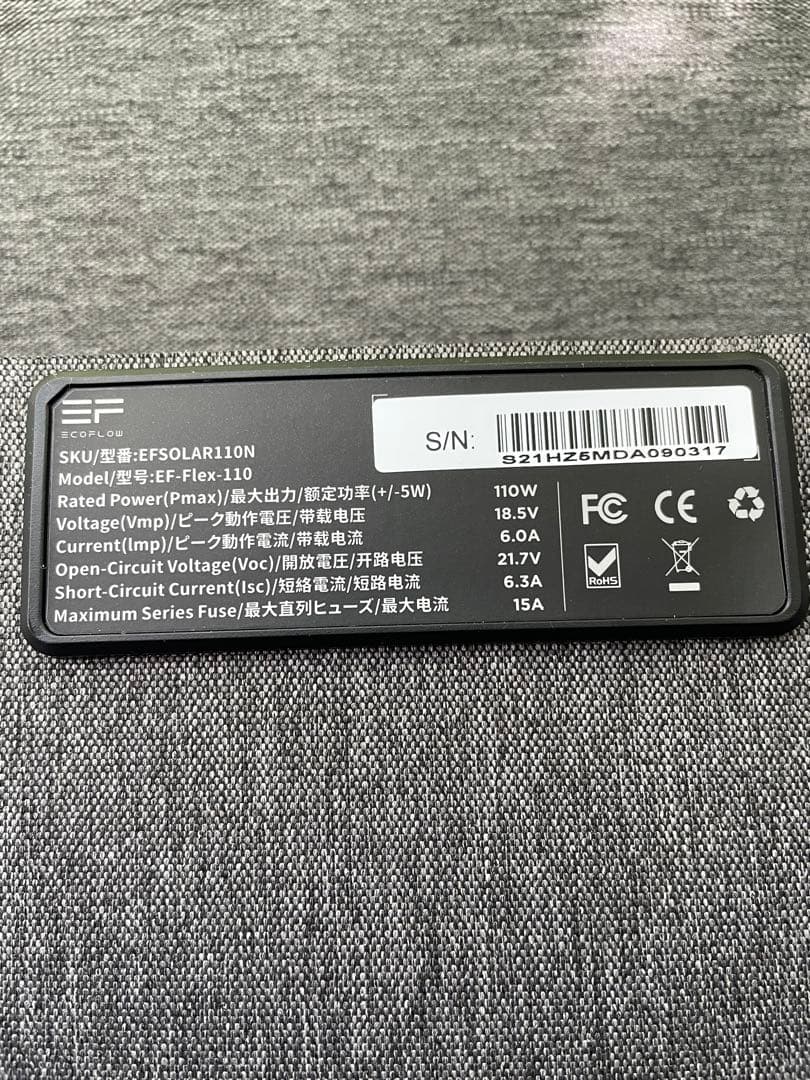 EF
ECOFLOW
S/N:
S21HZ5MDA090317
SKU/型番:EFSOLAR110N
Model/型号:EF-Flex-110
Rated Power(Pmax)/最大出力/额定功率(+/-5W) 110W
Voltage(Vmp)/ピーク動作電圧/带载电压 18.5V
Current(lmp)/ピーク動作電流/带载电流 6.0A
Open-Circuit Voltage(Voc)/開放電圧/开路电压 21.7V
Short-Circuit Current(Isc)/短絡電流/短路电流 6.3A
Maximum Series Fuse/最大直列ヒューズ/最大电流 15A
FC CE
RoHS